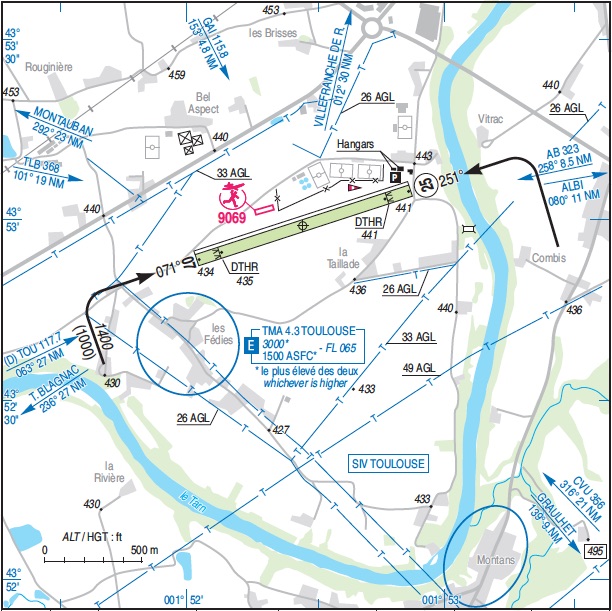 43°
53'
30"
GAI 115.8
153° 4.8 NM
453
les Brisses
VILLEFRANCHE DE R.
012° 30 NM
Rouginière
459
440
453
26 AGL
26 AGL
Bel
Aspect
Vitrac
MONTAUBAN
292° 23 NM
440
Hangars
443
AB 323
258° 8.5 NM
TLB 368
101° 19 NM
33 AGL
P
25
251°
ALBI
080° 11 NM
43°
53'
440
9069
DTHR
441
441
Combis
071°
07
434
DTHR
435
la
Taillade
436
26 AGL
436
1400
(1000)
les
Fédies
E
TMA 4.3 TOULOUSE
3000* - FL 065
1500 ASFC*
* le plus élevé des deux
whichever is higher
440
33 AGL
(D) TOU 117.7
063° 27 NM
49 AGL
T.BLAGNAC
236° 27 NM
430
433
43°
52'
30"
26 AGL
427
SIV TOULOUSE
la
Rivière
CVU 356
316° 21 NM
430
le Tarn
433
GRAULHET
139° 9 NM
ALT / HGT : ft
0
500 m
495
Montans
43°
52'
001° 52'
001° 53'